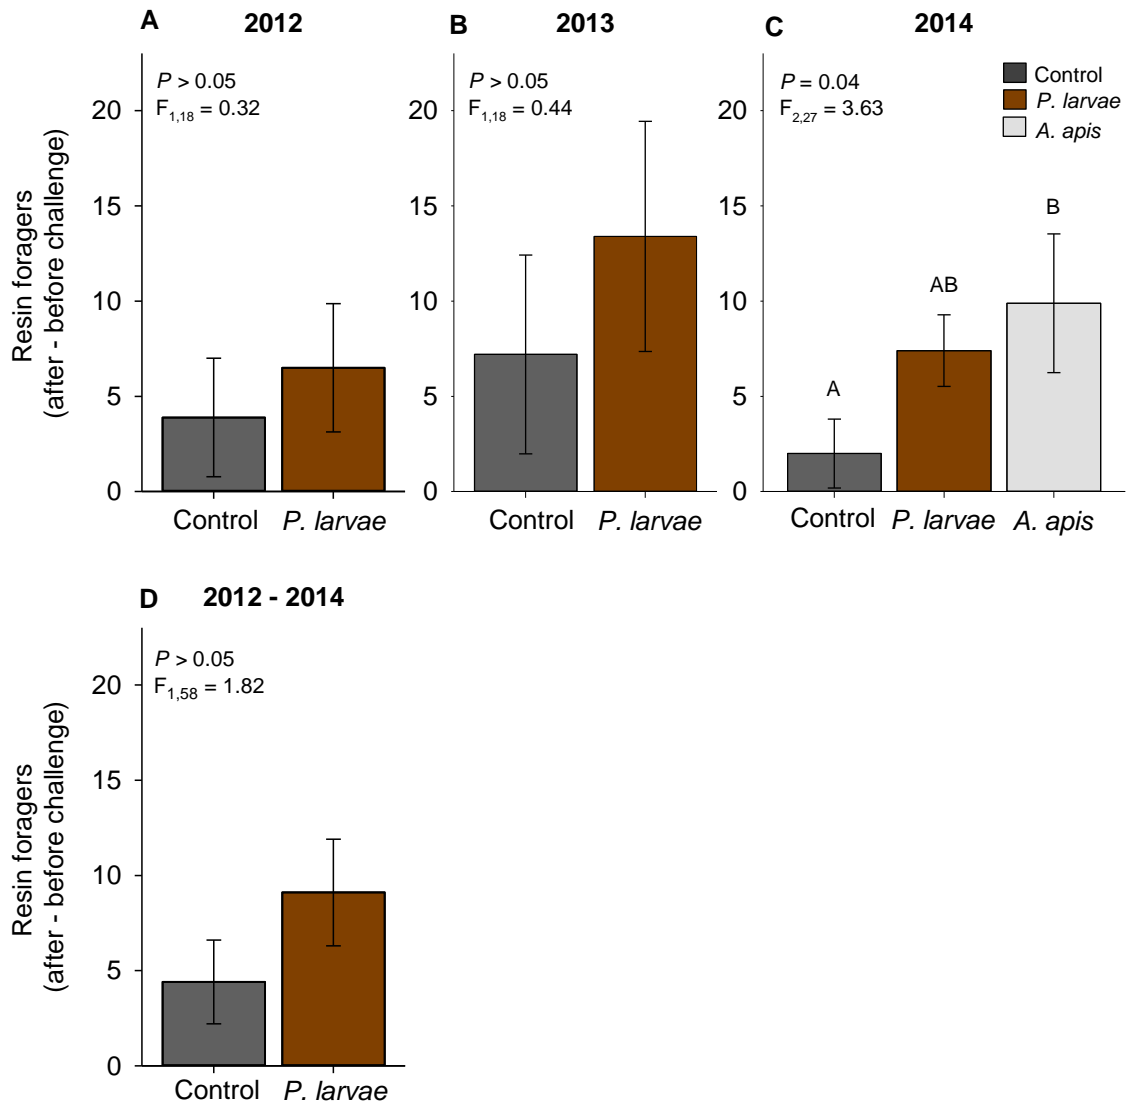 A 2012
P > 0.05
F1,18 = 0.32
Resin foragers
(after - before challenge)
20
15
10
5
0
Control P. larvae
B 2013
P > 0.05
F1,18 = 0.44
20
15
10
5
0
Control P. larvae
C 2014
P = 0.04
F2,27 = 3.63
Control
P. larvae
A. apis
20
15
10
5
0
A
AB
B
Control P. larvae A. apis
D 2012 - 2014
P > 0.05
F1,58 = 1.82
Resin foragers
(after - before challenge)
20
15
10
5
0
Control P. larvae